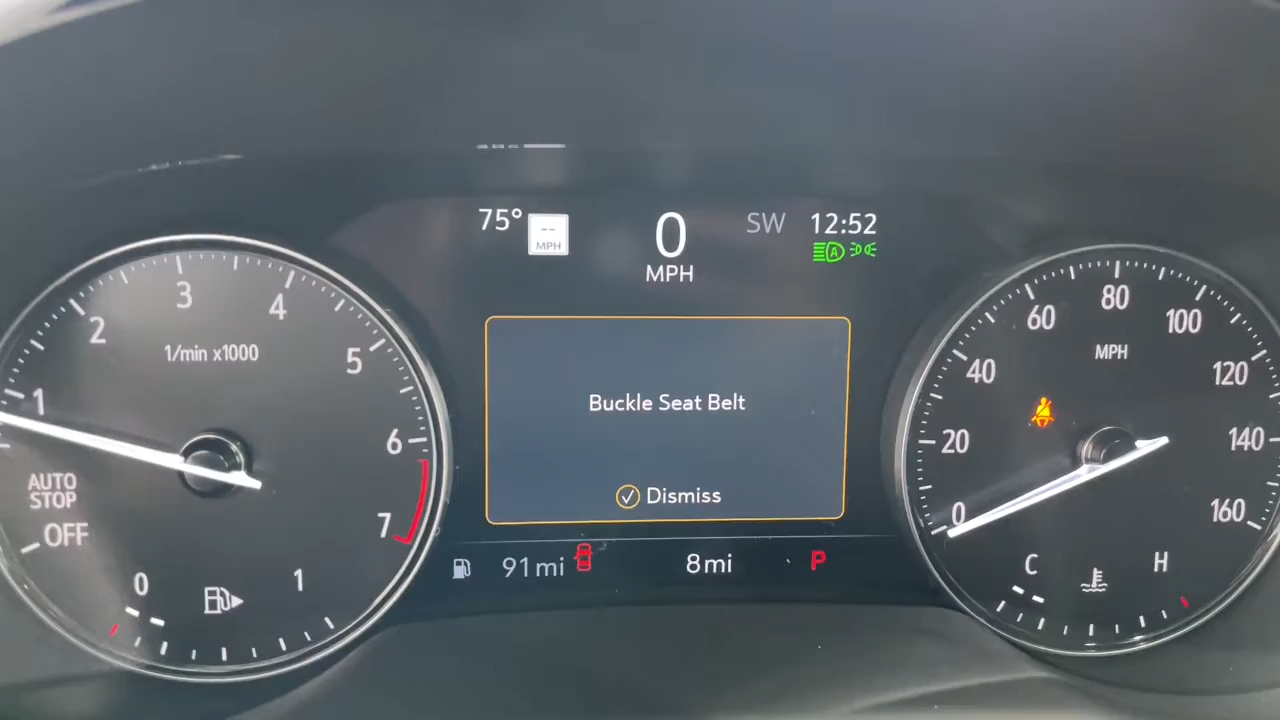 75° 0 SW 12:52
-- MPH
MPH
A
Buckle Seat Belt
Dismiss
91 mi 8 mi P
1 2 3 4 5 6 7
1/min x1000
AUTO
STOP
OFF
0 1
0 20 40 60 80 100 120 140 160
MPH
C H